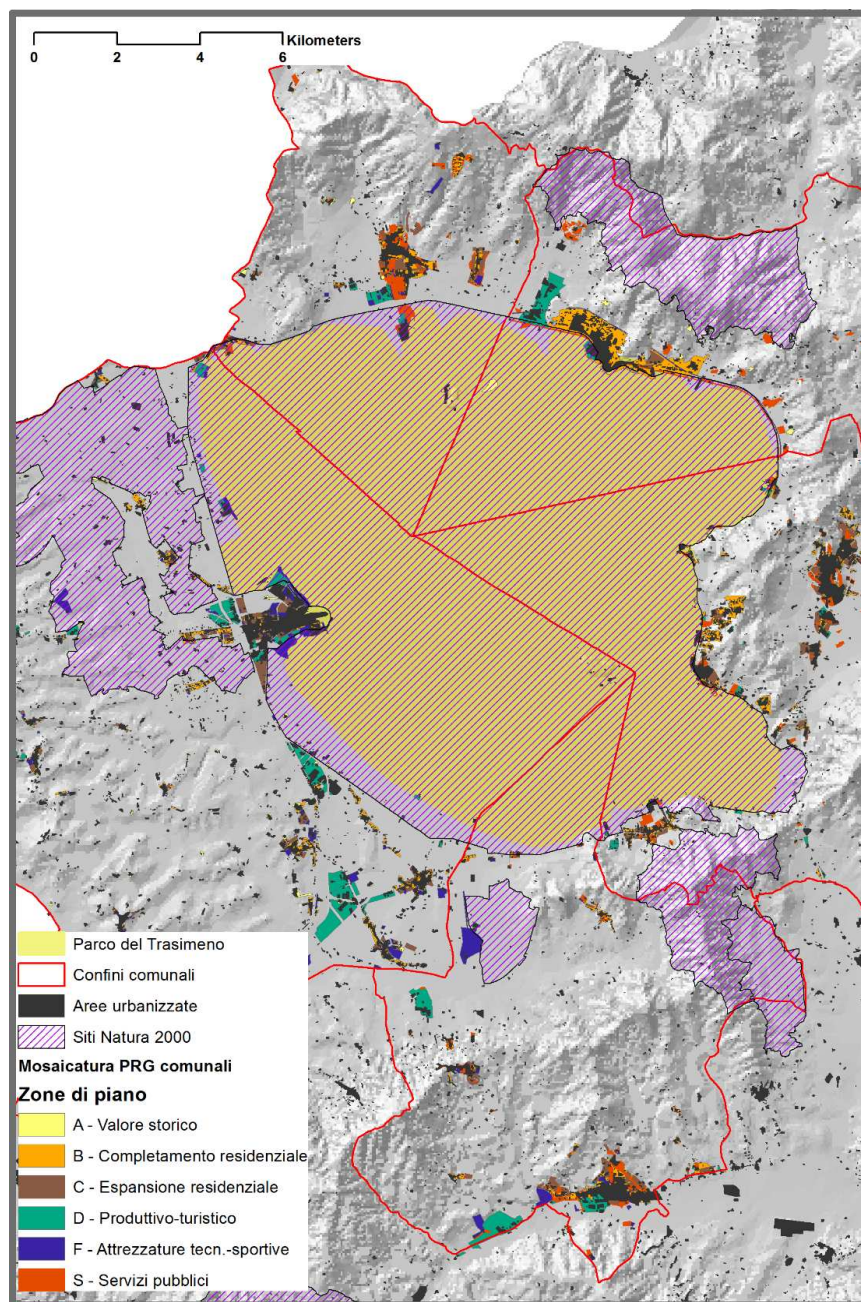 Kilometers
0 2 4 6
Parco del Trasimeno
Confini comunali
Aree urbanizzate
Siti Natura 2000
Mosaicatura PRG comunali
Zone di piano
A - Valore storico
B - Completamento residenziale
C - Espansione residenziale
D - Produttivo-turistico
F - Attrezzature tecn.-sportive
S - Servizi pubblici